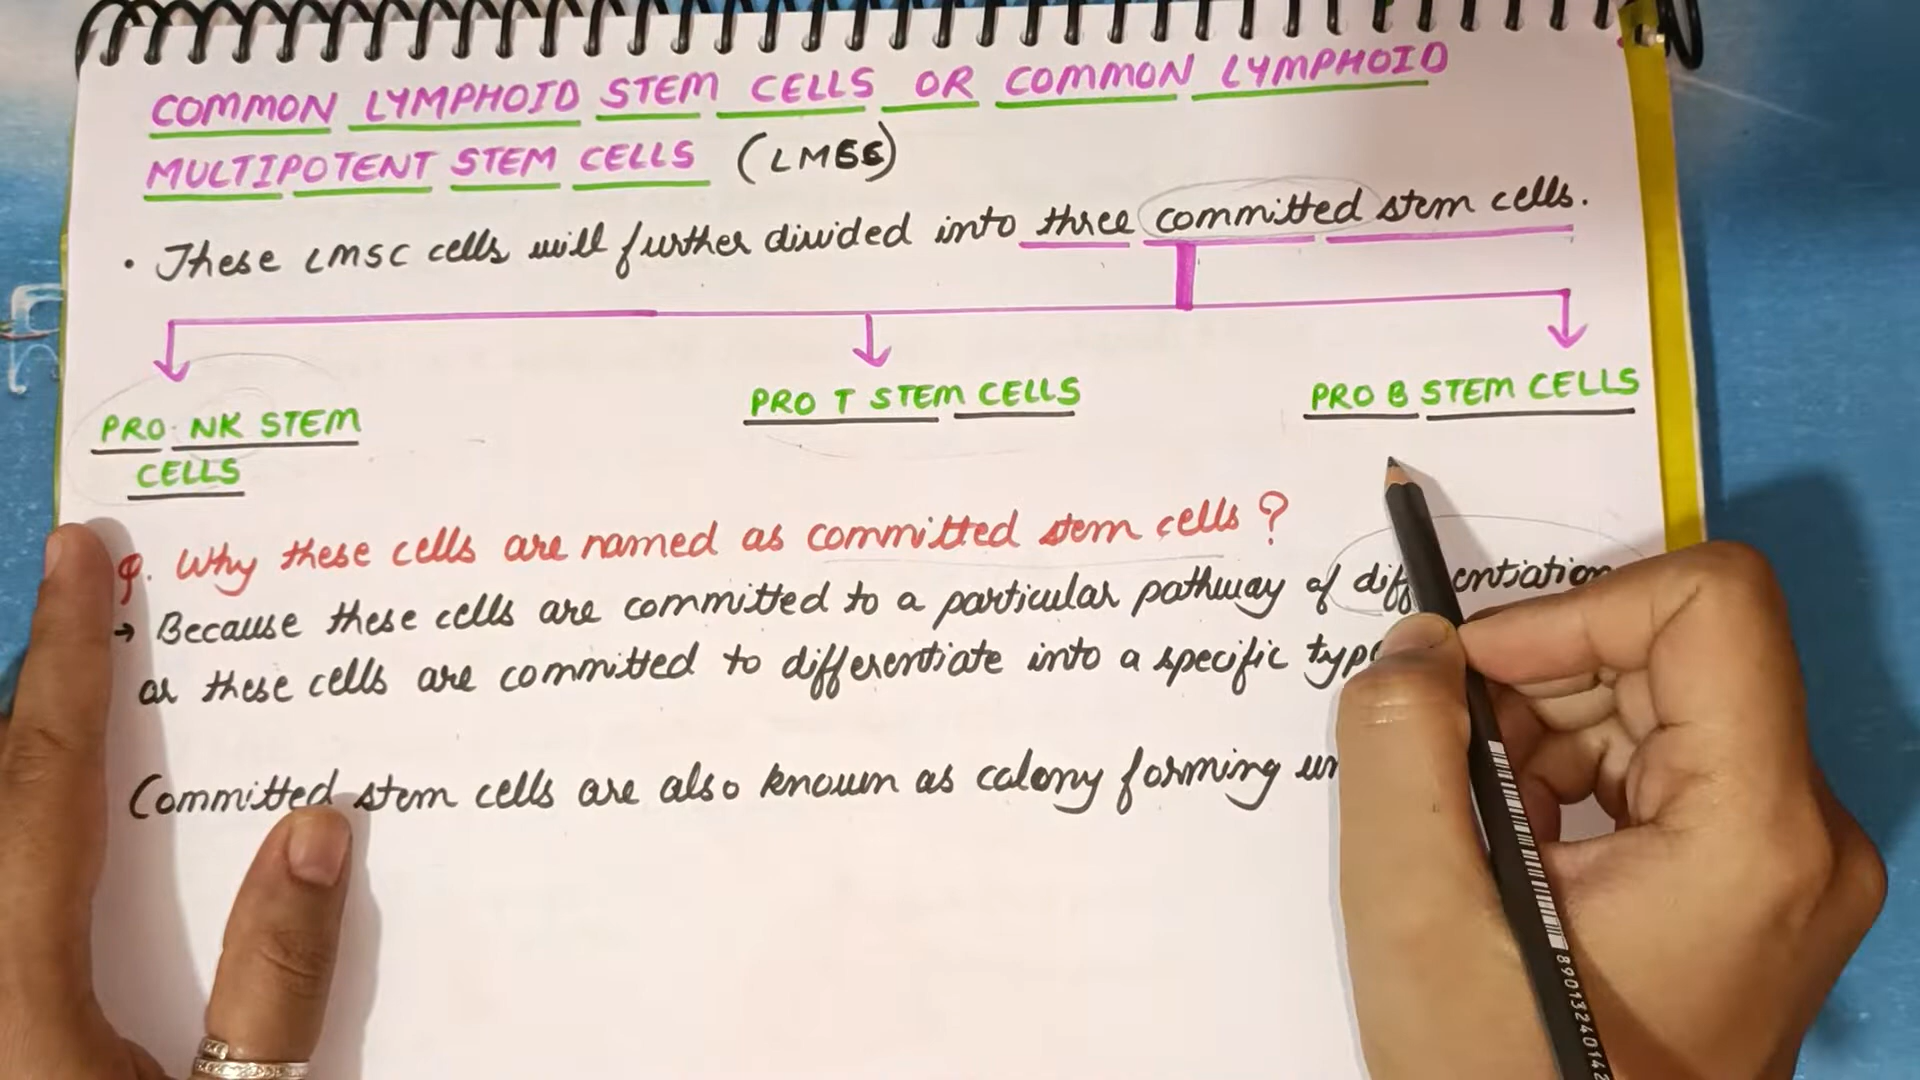 COMMON LYMPHOID STEM CELLS OR COMMON LYMPHOID
MULTIPOTENT STEM CELLS (LMSC)
• These LMSC cells will further divided into three committed stem cells.
PRO NK STEM
CELLS
PRO T STEM CELLS
PRO B STEM CELLS
Q. Why these cells are named as committed stem cells?
→ Because these cells are committed to a particular pathway of
as these cells are committed to differentiate into a specific
Committed stem cells are also known as colony forming
8901324014